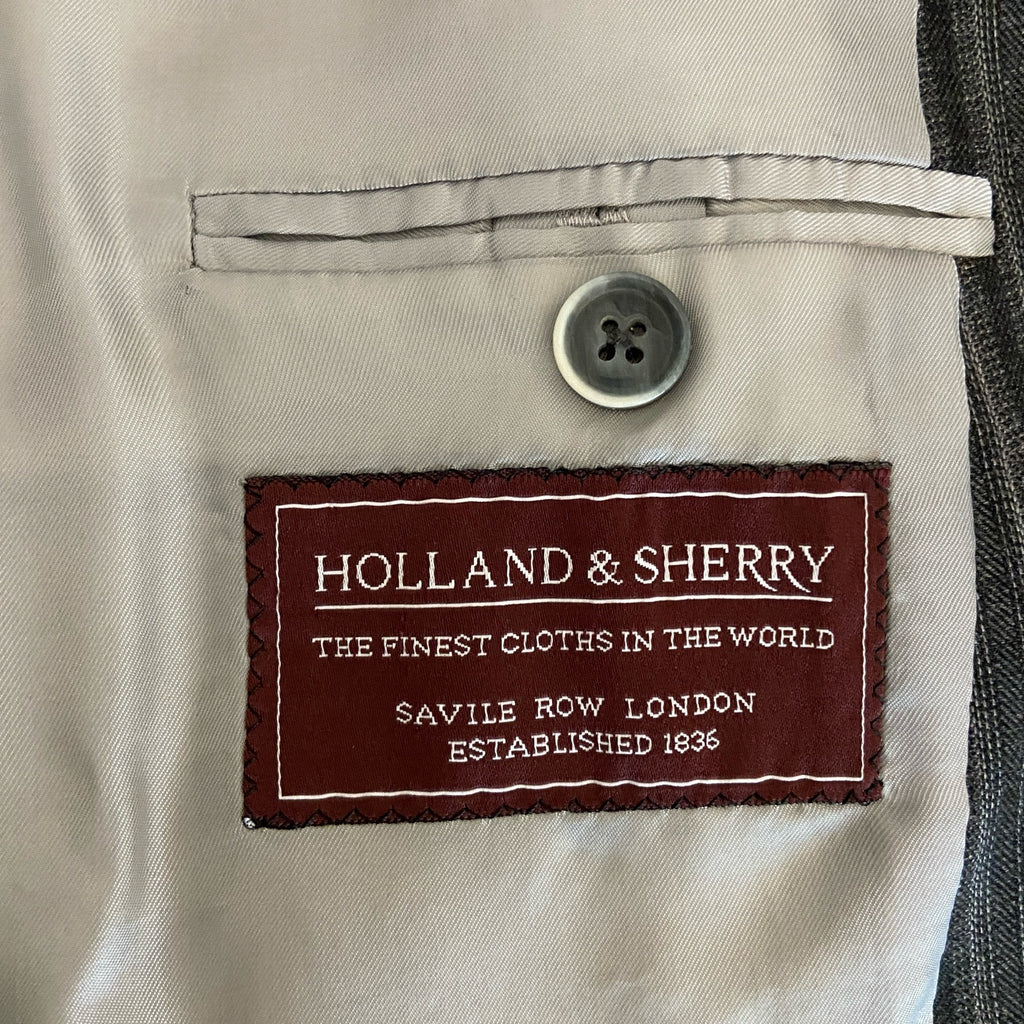 HOLLAND & SHERRY
THE FINEST CLOTHS IN THE WORLD
SAVILE ROW LONDON
ESTABLISHED 1836